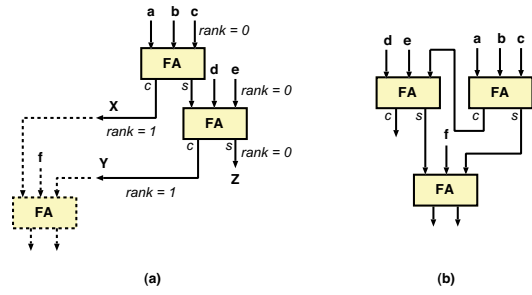 a b c
rank = 0
FA
c s d e
rank = 0
X
rank = 1
FA
c s
rank = 0
f
Y
rank = 1
Z
FA
(a)
a b c
d e
FA FA
c s c s
f
FA
(b)